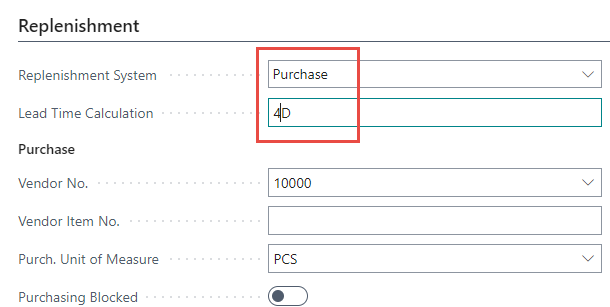 Replenishment
Replenishment System Purchase
Lead Time Calculation 4D
Purchase
Vendor No. 10000
Vendor Item No.
Purch. Unit of Measure PCS
Purchasing Blocked